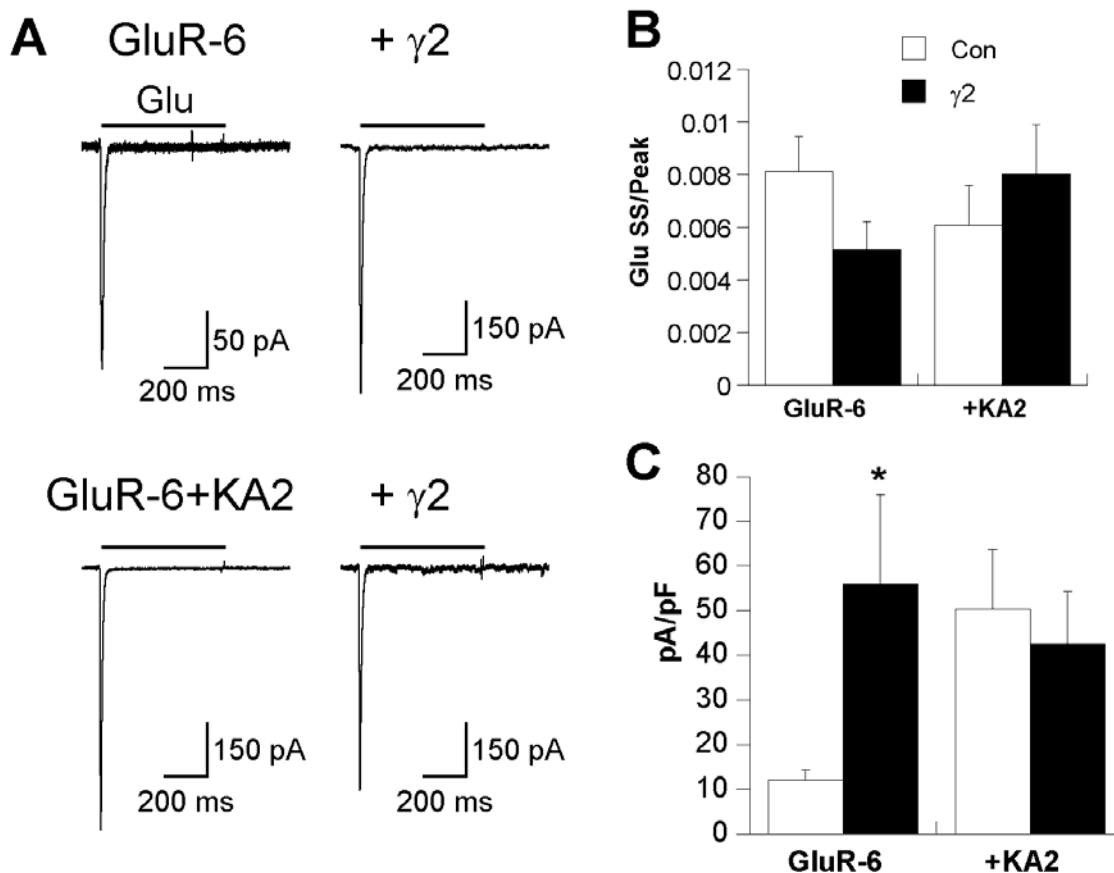 A
GluR-6
+ γ2
Glu
50 pA
200 ms
150 pA
200 ms
GluR-6+KA2
+ γ2
150 pA
200 ms
150 pA
200 ms
B
Con
γ2
0.012
0.01
0.008
0.006
0.004
0.002
0
Glu SS/Peak
GluR-6
+KA2
C
80
70
60
50
40
30
20
10
0
pA/pF
*
GluR-6
+KA2